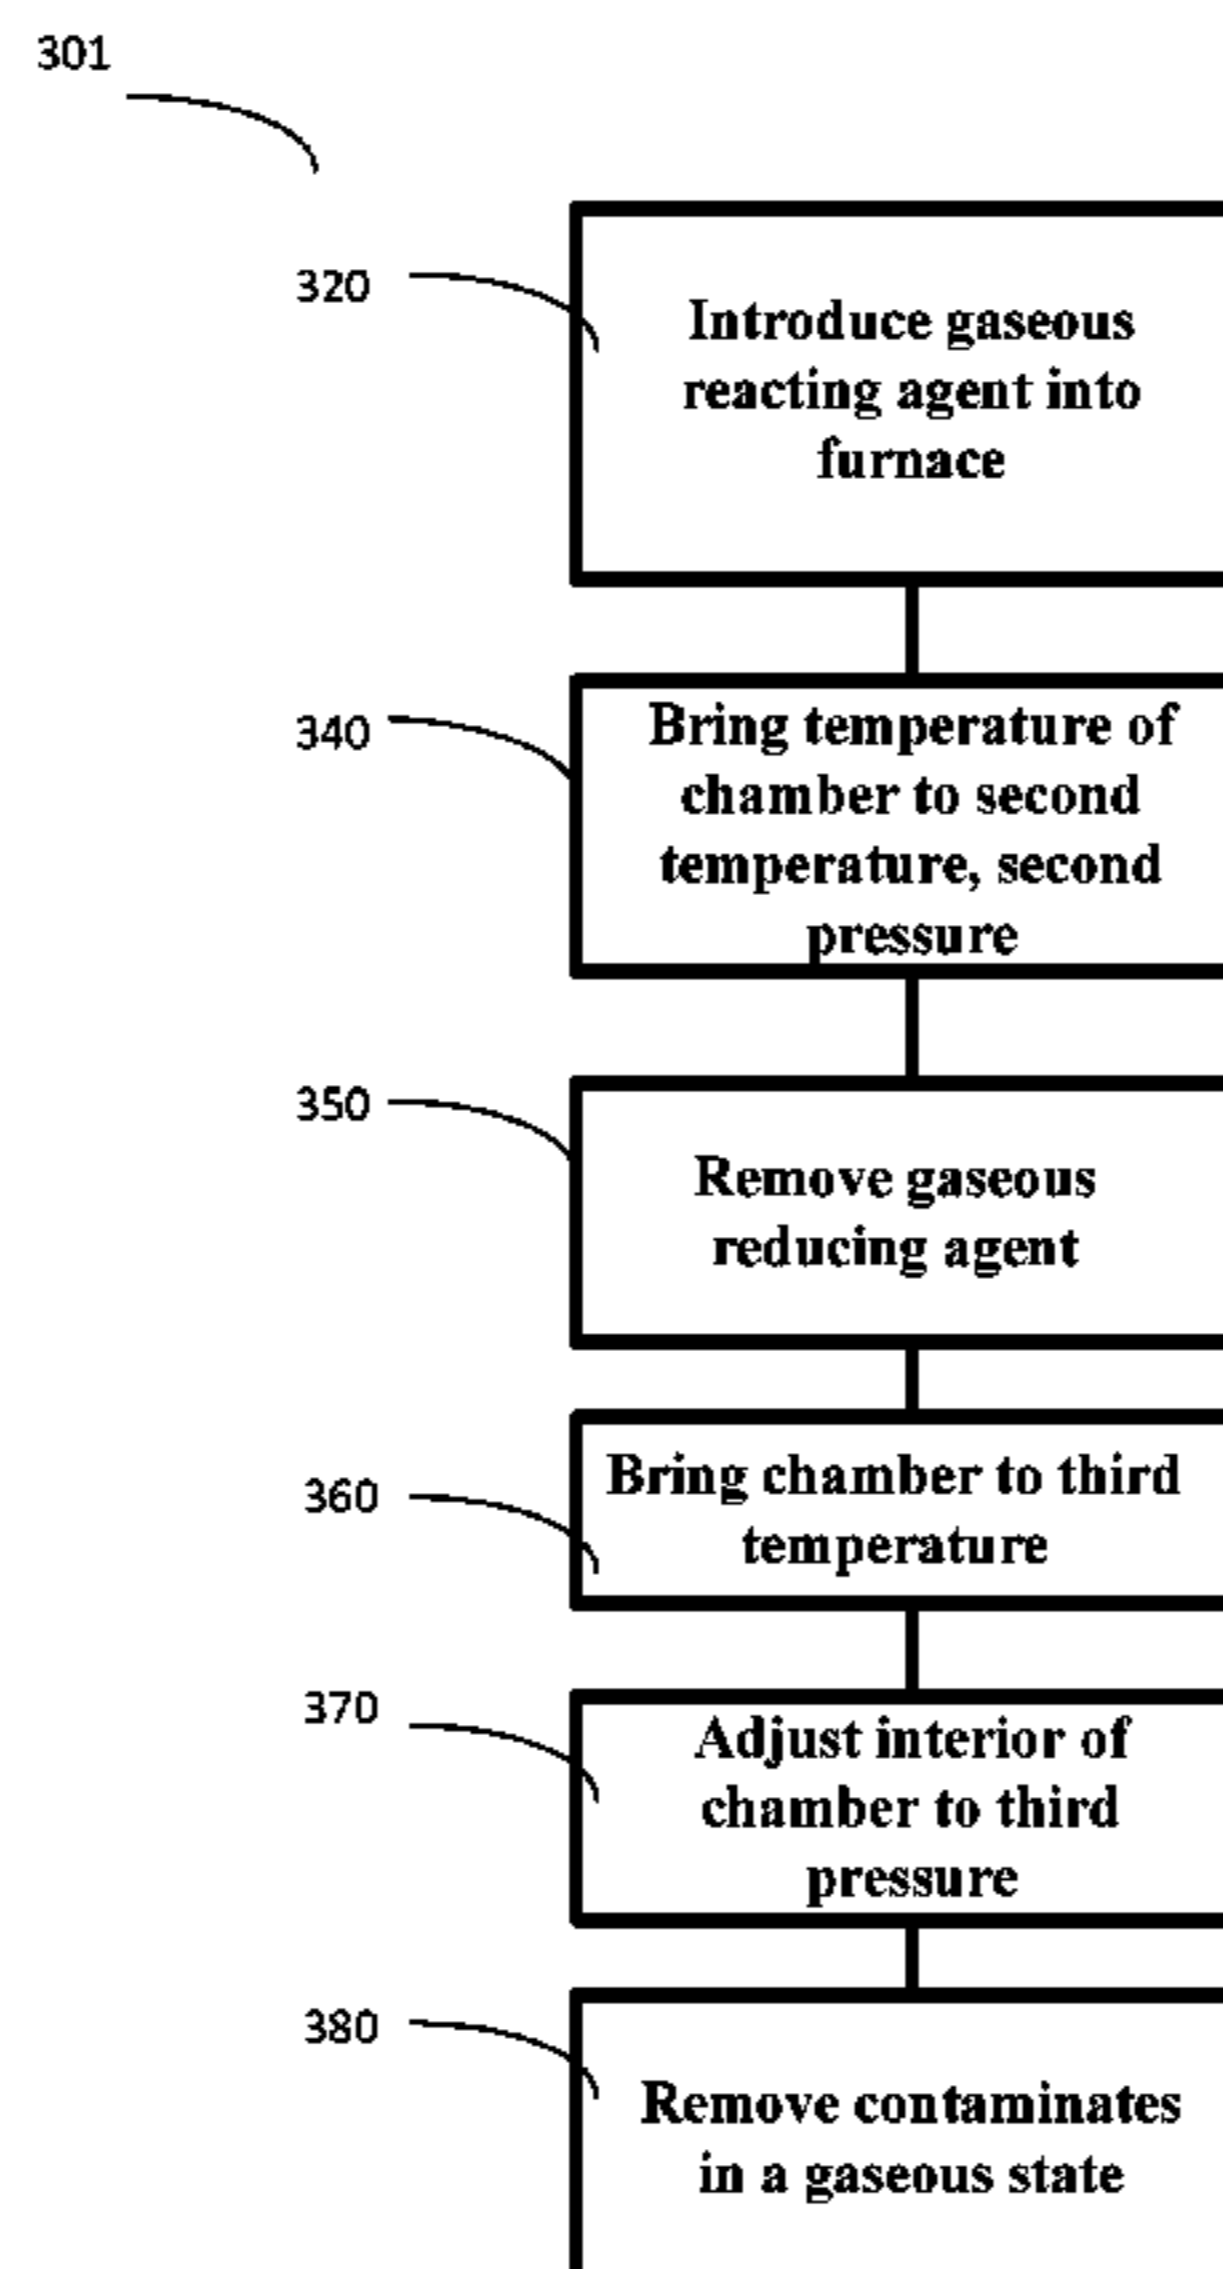 301
320
Introduce gaseous
reacting agent into
furnace
340
Bring temperature of
chamber to second
temperature, second
pressure
350
Remove gaseous
reducing agent
360
Bring chamber to third
temperature
370
Adjust interior of
chamber to third
pressure
380
Remove contaminates
in a gaseous state